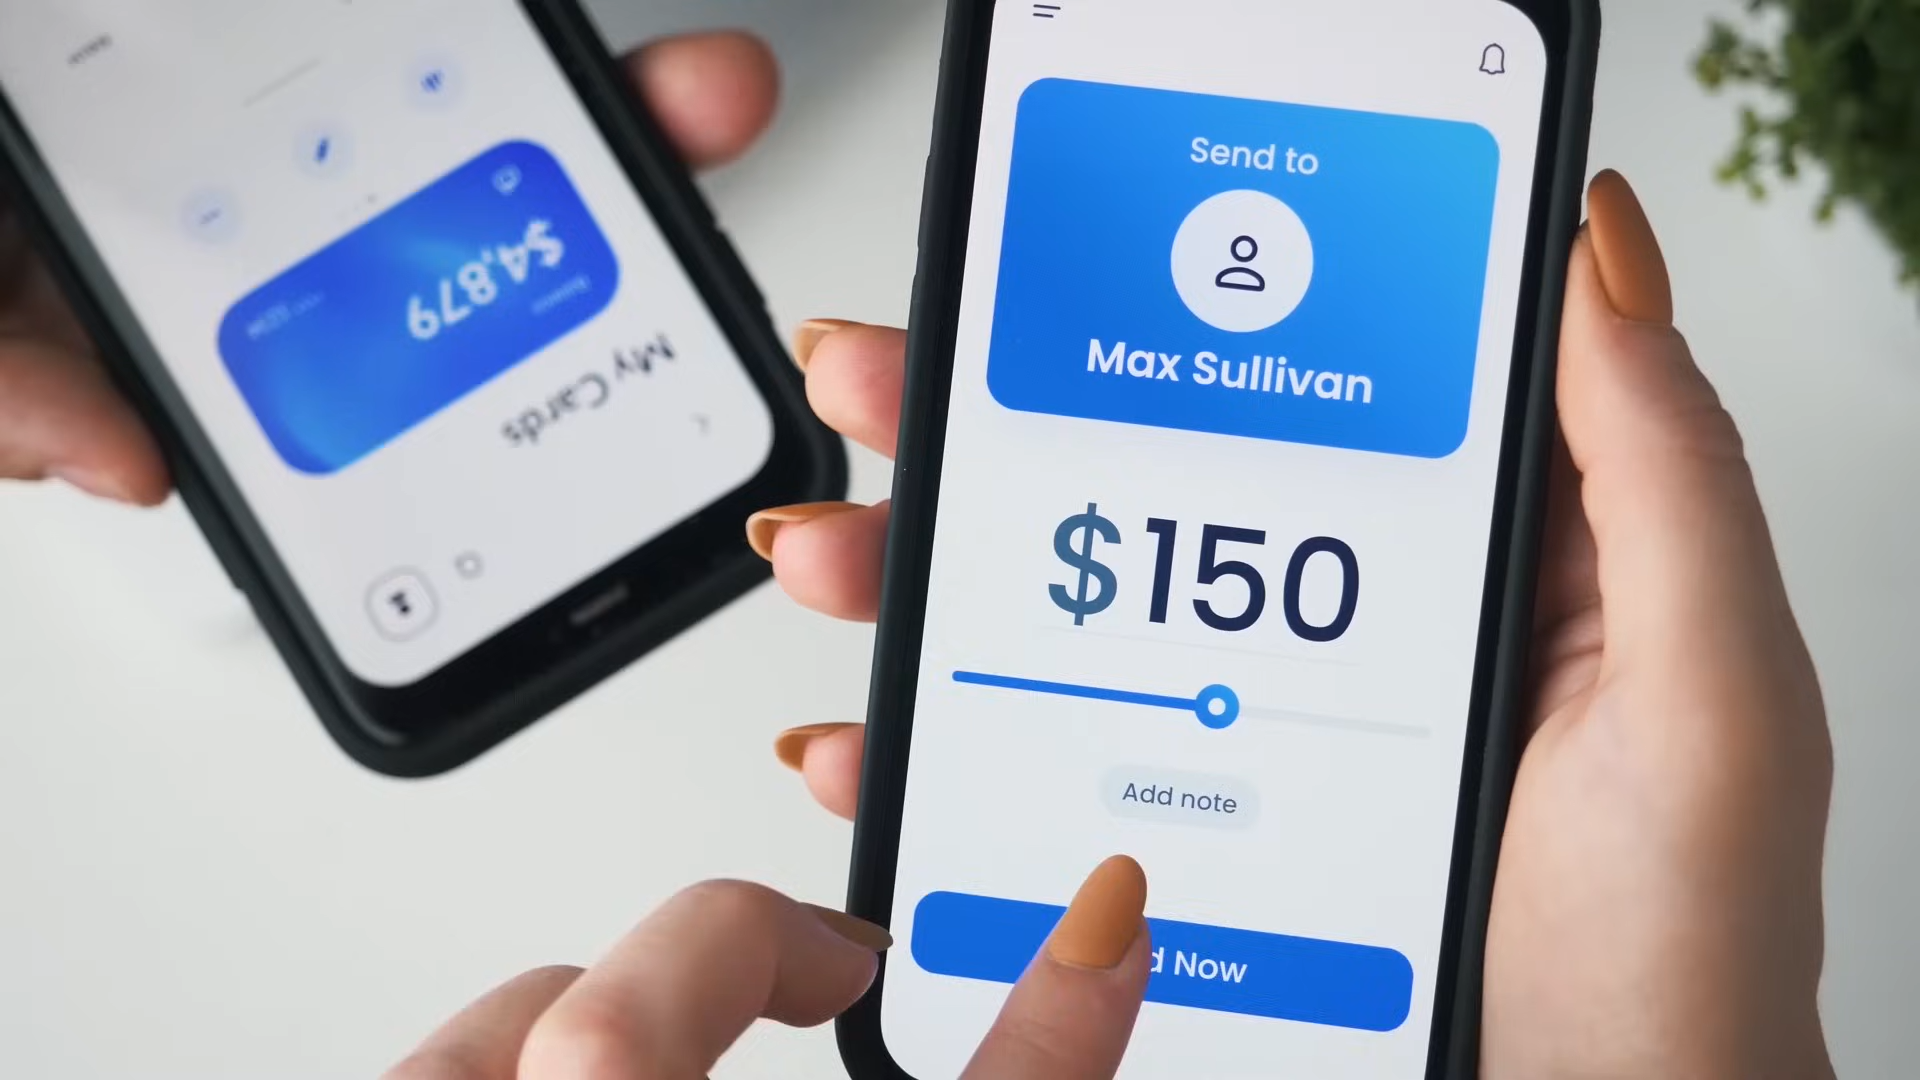 My Cards
$4,879
Send to
Max Sullivan
$150
Add note
d Now